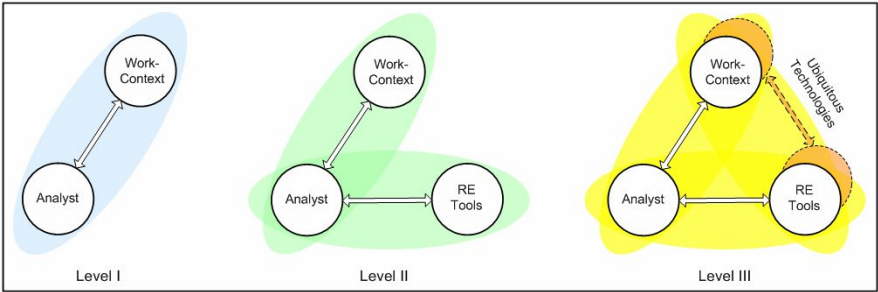 Work-
Context
Analyst
Level I
Work-
Context
Analyst
RE
Tools
Level II
Work-
Context
Ubiquitous
Technologies
Analyst
RE
Tools
Level III